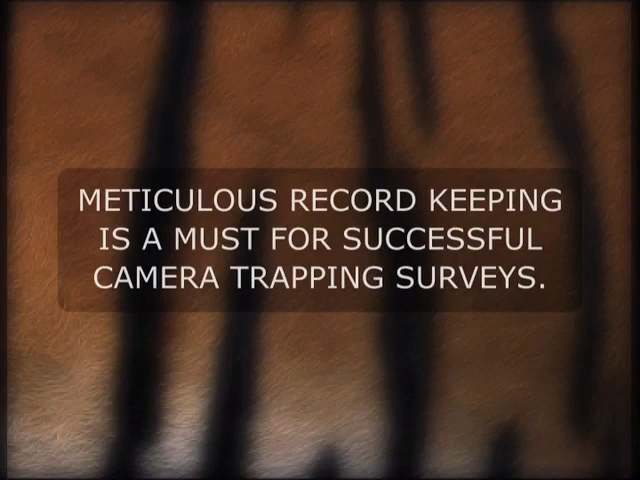 METICULOUS RECORD KEEPING
IS A MUST FOR SUCCESSFUL
CAMERA TRAPPING SURVEYS.